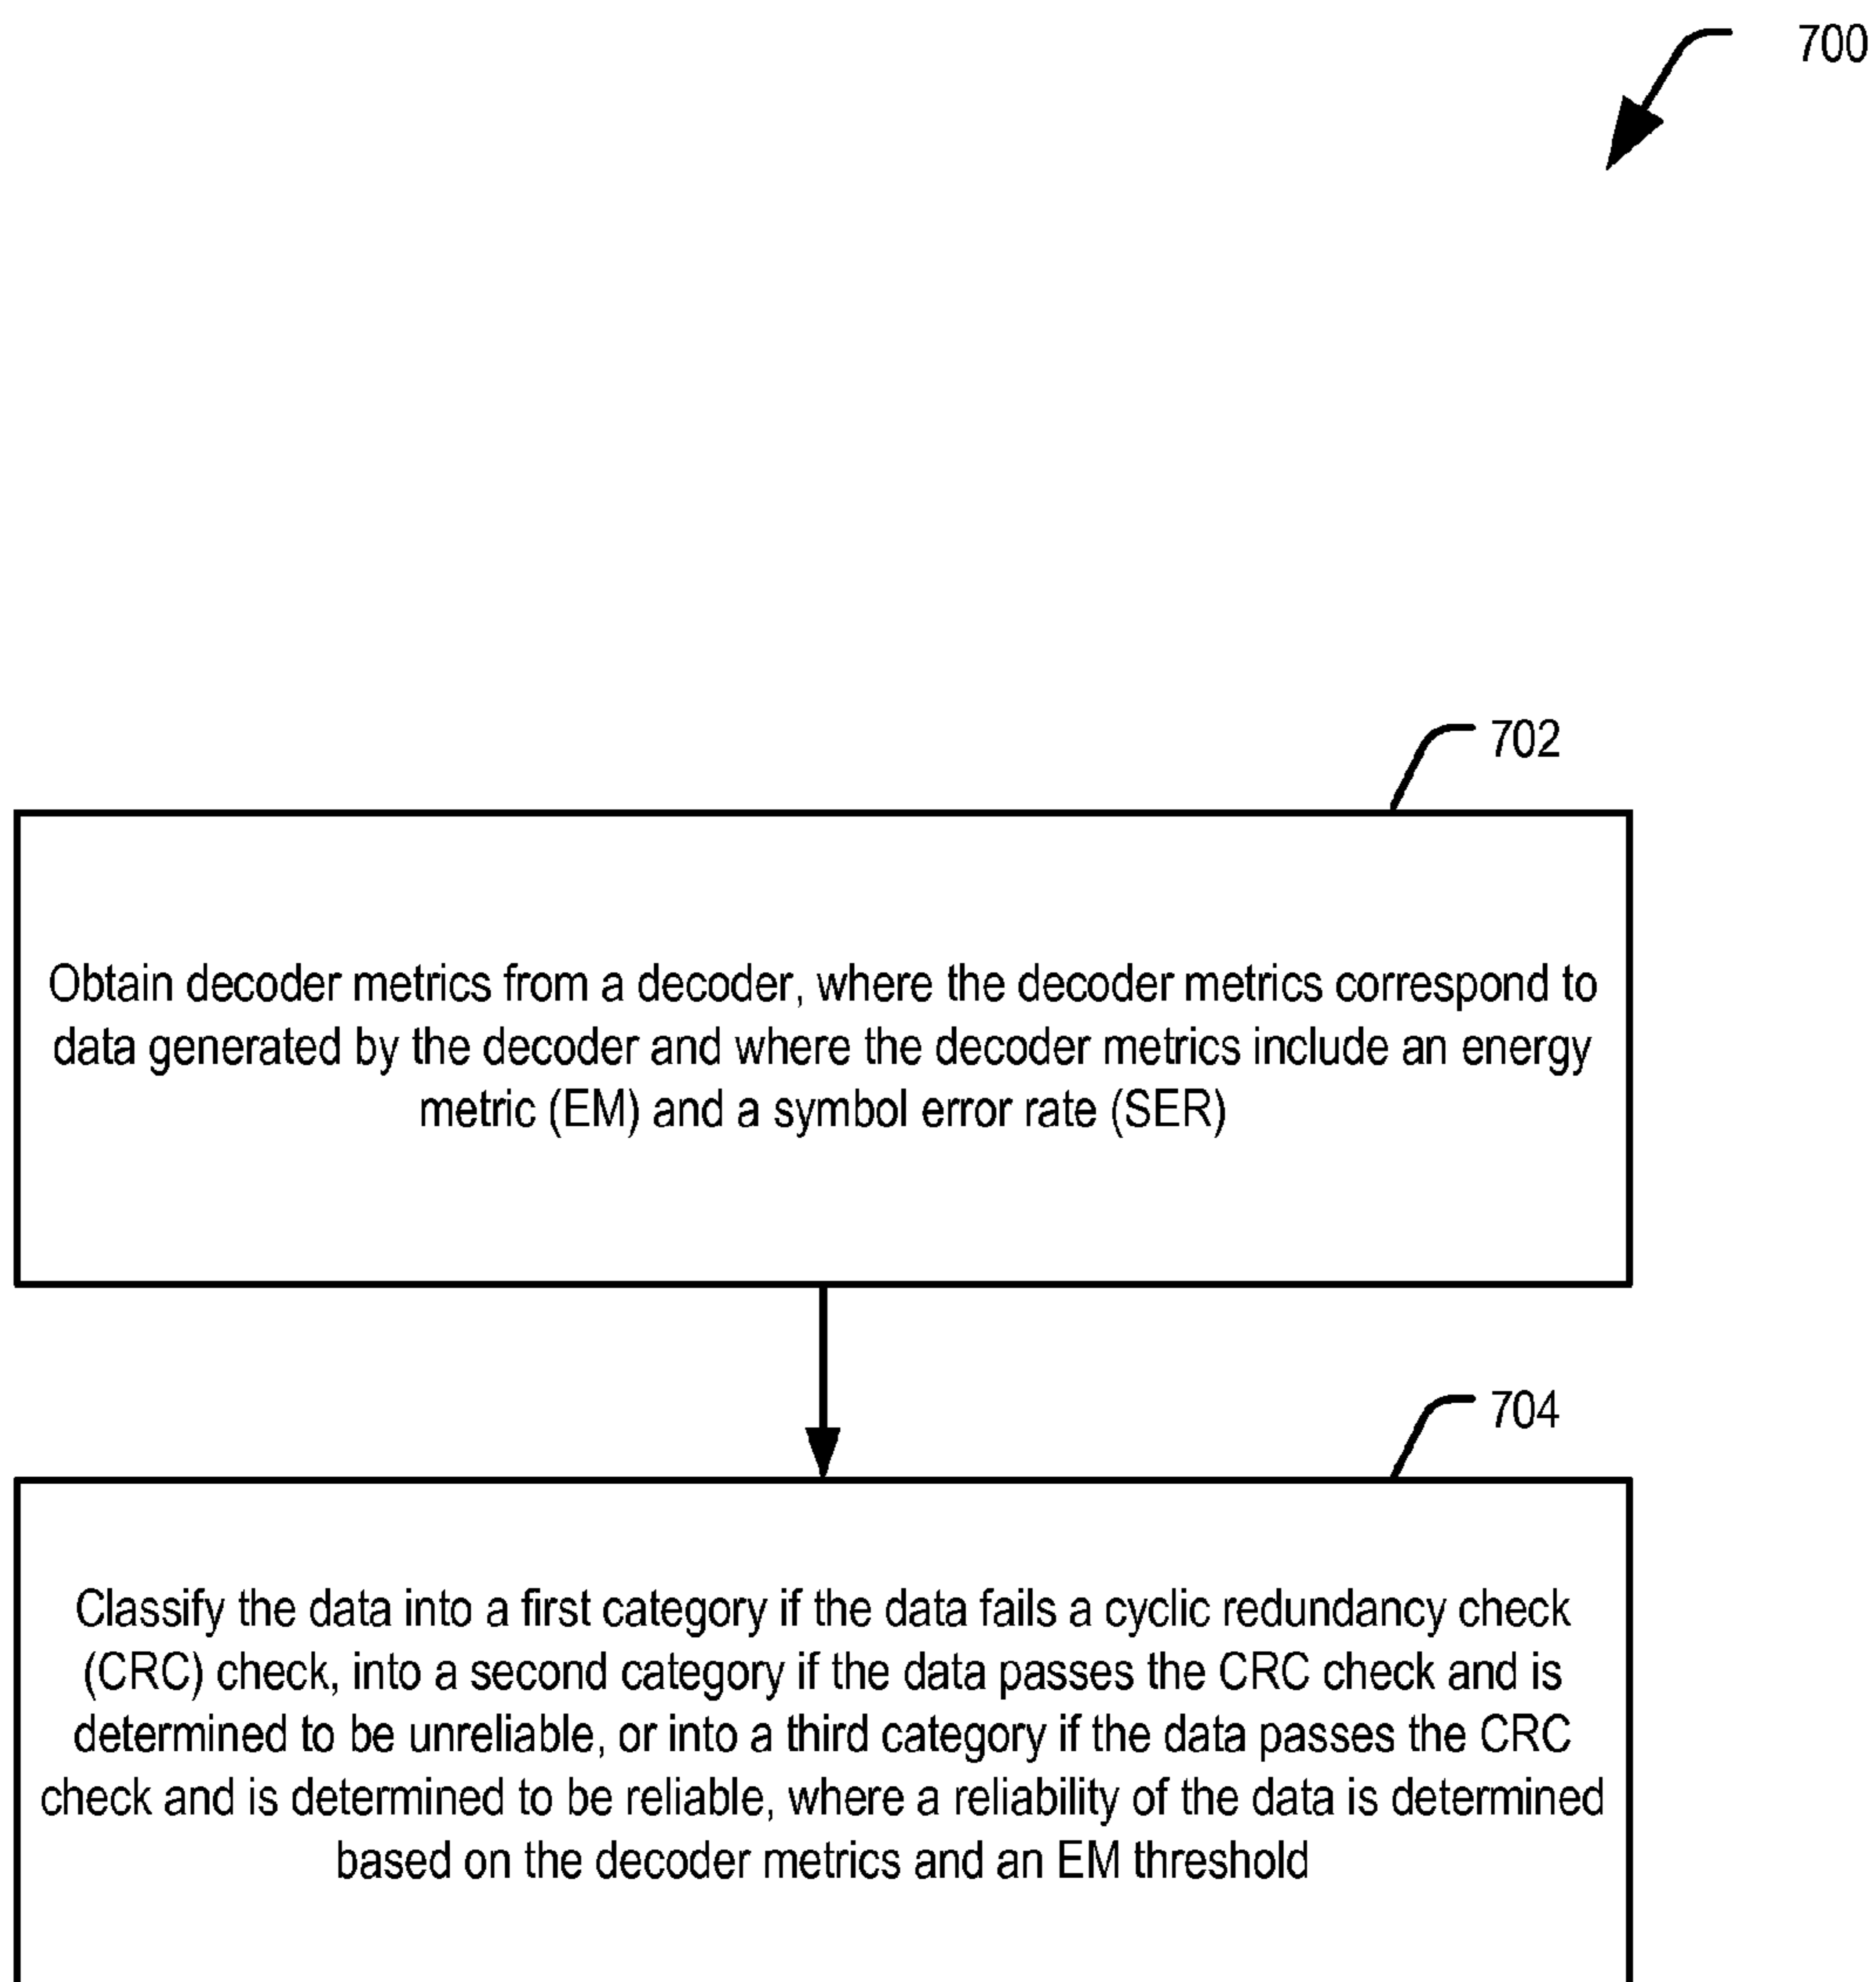 700
702
Obtain decoder metrics from a decoder, where the decoder metrics correspond to
data generated by the decoder and where the decoder metrics include an energy
metric (EM) and a symbol error rate (SER)
704
Classify the data into a first category if the data fails a cyclic redundancy check
(CRC) check, into a second category if the data passes the CRC check and is
determined to be unreliable, or into a third category if the data passes the CRC
check and is determined to be reliable, where a reliability of the data is determined
based on the decoder metrics and an EM threshold